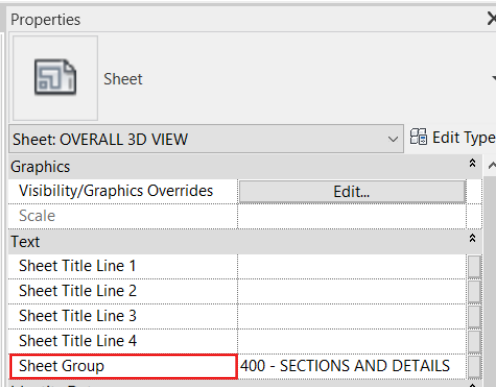 Properties
Sheet
Sheet: OVERALL 3D VIEW Edit Type
Graphics
Visibility/Graphics Overrides Edit...
Scale
Text
Sheet Title Line 1
Sheet Title Line 2
Sheet Title Line 3
Sheet Title Line 4
Sheet Group 400 - SECTIONS AND DETAILS